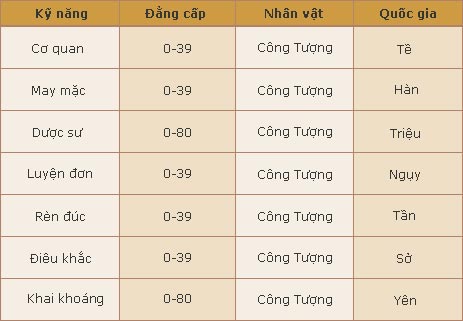 Kỹ năng Đẳng cấp Nhân vật Quốc gia
Cơ quan 0-39 Công Tượng Tề
May mặc 0-39 Công Tượng Hàn
Dược sư 0-80 Công Tượng Triệu
Luyện đơn 0-39 Công Tượng Ngụy
Rèn đúc 0-39 Công Tượng Tần
Điêu khắc 0-39 Công Tượng Sở
Khai khoáng 0-80 Công Tượng Yên